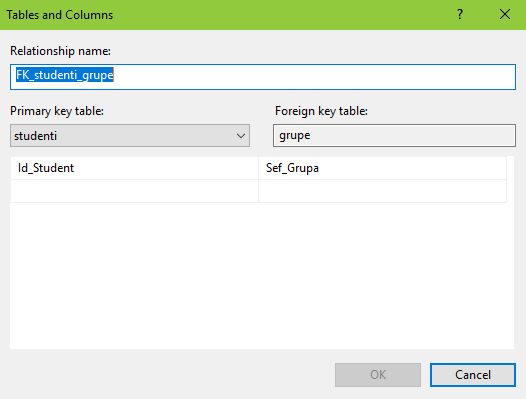 Tables and Columns
Relationship name:
FK_studenti_grupe
Primary key table: Foreign key table:
studenti grupe
Id_Student Sef_Grupa
OK Cancel